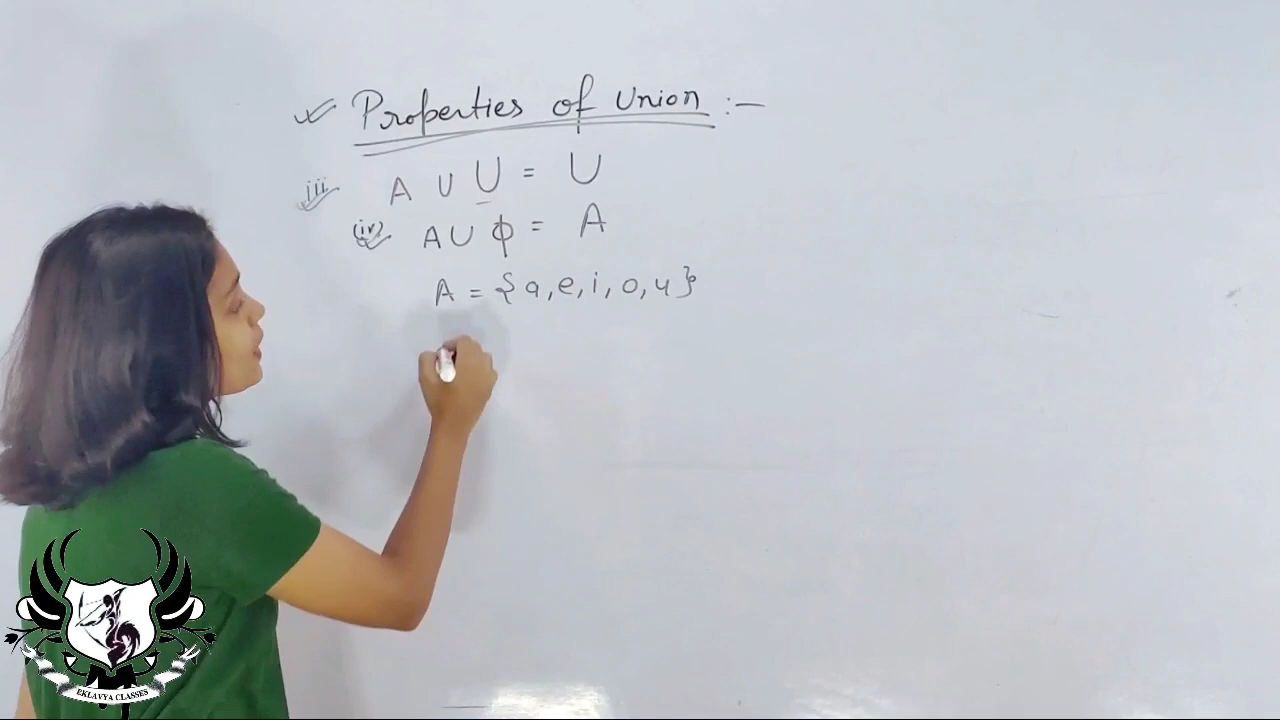 Properties of Union :-
iii A ∪ U = U
(iv) A ∪ ϕ = A
A = {a, e, i, o, u}
EKLAVYA CLASSES